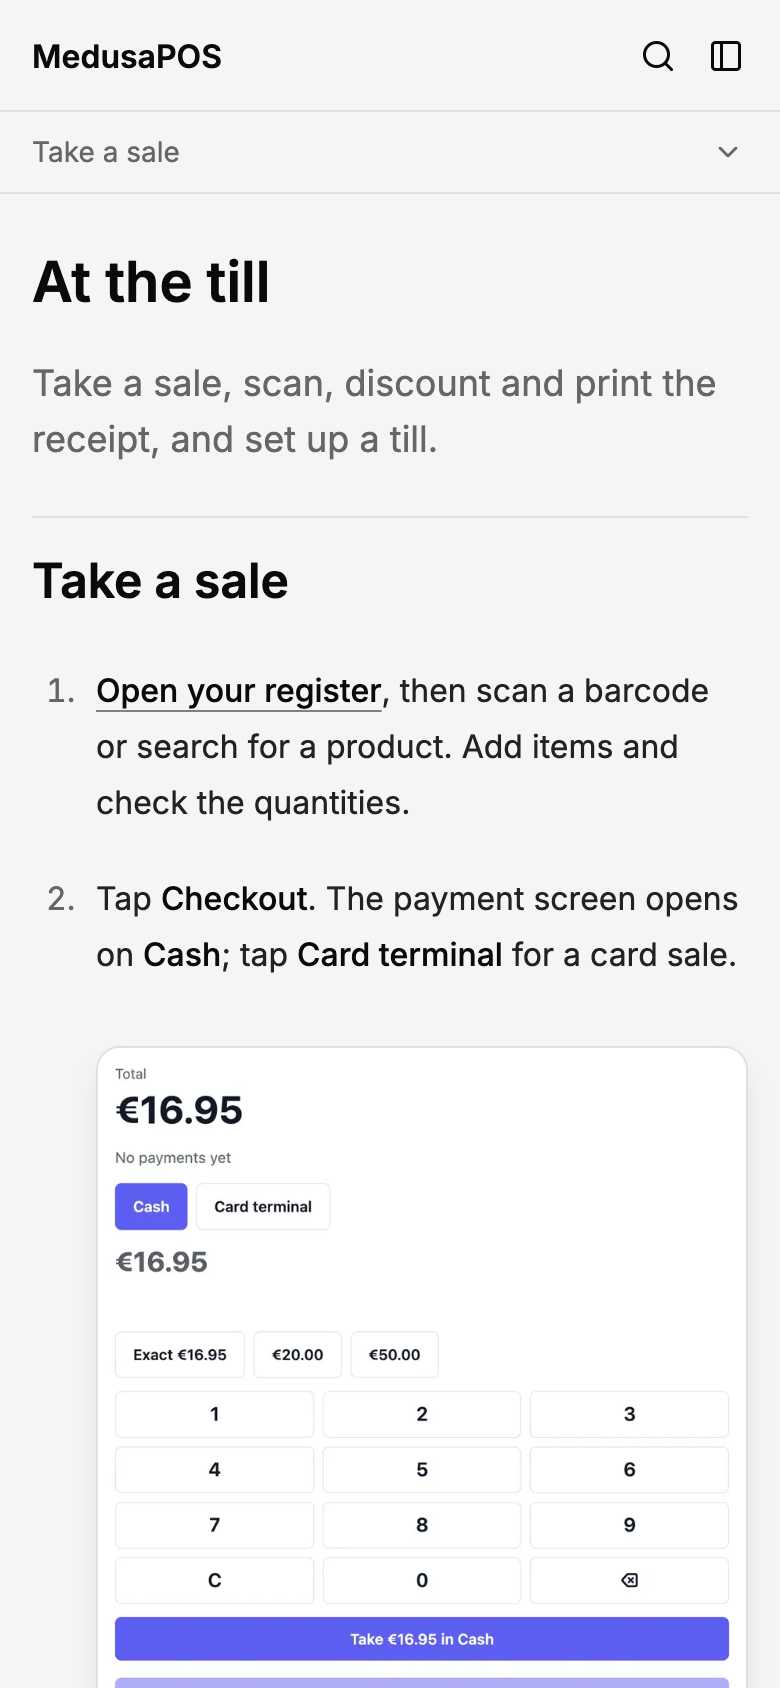 MedusaPOS
Take a sale
At the till
Take a sale, scan, discount and print the
receipt, and set up a till.
Take a sale
1. Open your register, then scan a barcode
or search for a product. Add items and
check the quantities.
2. Tap Checkout. The payment screen opens
on Cash; tap Card terminal for a card sale.
Total
€16.95
No payments yet
Cash Card terminal
€16.95
Exact €16.95 €20.00 €50.00
1 2 3
4 5 6
7 8 9
C 0
Take €16.95 in Cash